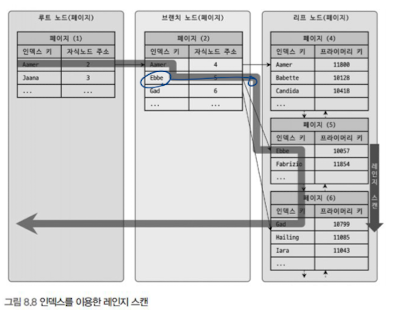 루트 노드(페이지)
페이지 (1)
인덱스 키 자식노드 주소
Aamer 2
Jaana 3
... ...
브랜치 노드(페이지)
페이지 (2)
인덱스 키 자식노드 주소
Aamer 4
Ebbe 5
Gad 6
... ...
리프 노드(페이지)
페이지 (4)
인덱스 키 프라이머리 키
Aamer 11800
Babette 10128
Candida 10418
페이지 (5)
인덱스 키 프라이머리 키
Ebbe 10057
Fabrizio 11854
...
페이지 (6)
인덱스 키 프라이머리 키
Gad 10799
Hailing 11085
Iara 11043
...
레인지 스캔
그림 8.8 인덱스를 이용한 레인지 스캔